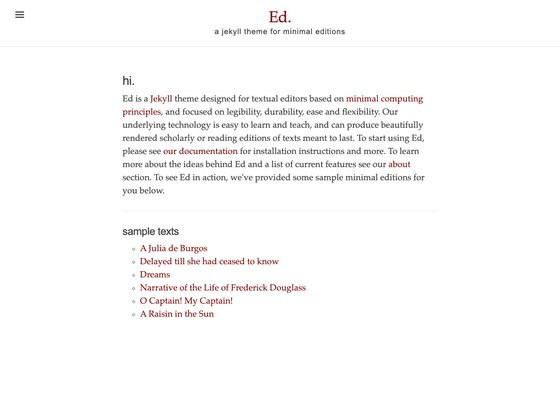 Ed.
a jekyll theme for minimal editions
hi.
Ed is a Jekyll theme designed for textual editors based on minimal computing
principles, and focused on legibility, durability, ease and flexibility. Our
underlying technology is easy to learn and teach, and can produce beautifully
rendered scholarly or reading editions of texts meant to last. To start using Ed,
please see our documentation for installation instructions and more. To learn
more about the ideas behind Ed and a list of current features see our about
section. To see Ed in action, we've provided some sample minimal editions for
you below.
sample texts
A Julia de Burgos
Delayed till she had ceased to know
Dreams
Narrative of the Life of Frederick Douglass
O Captain! My Captain!
A Raisin in the Sun